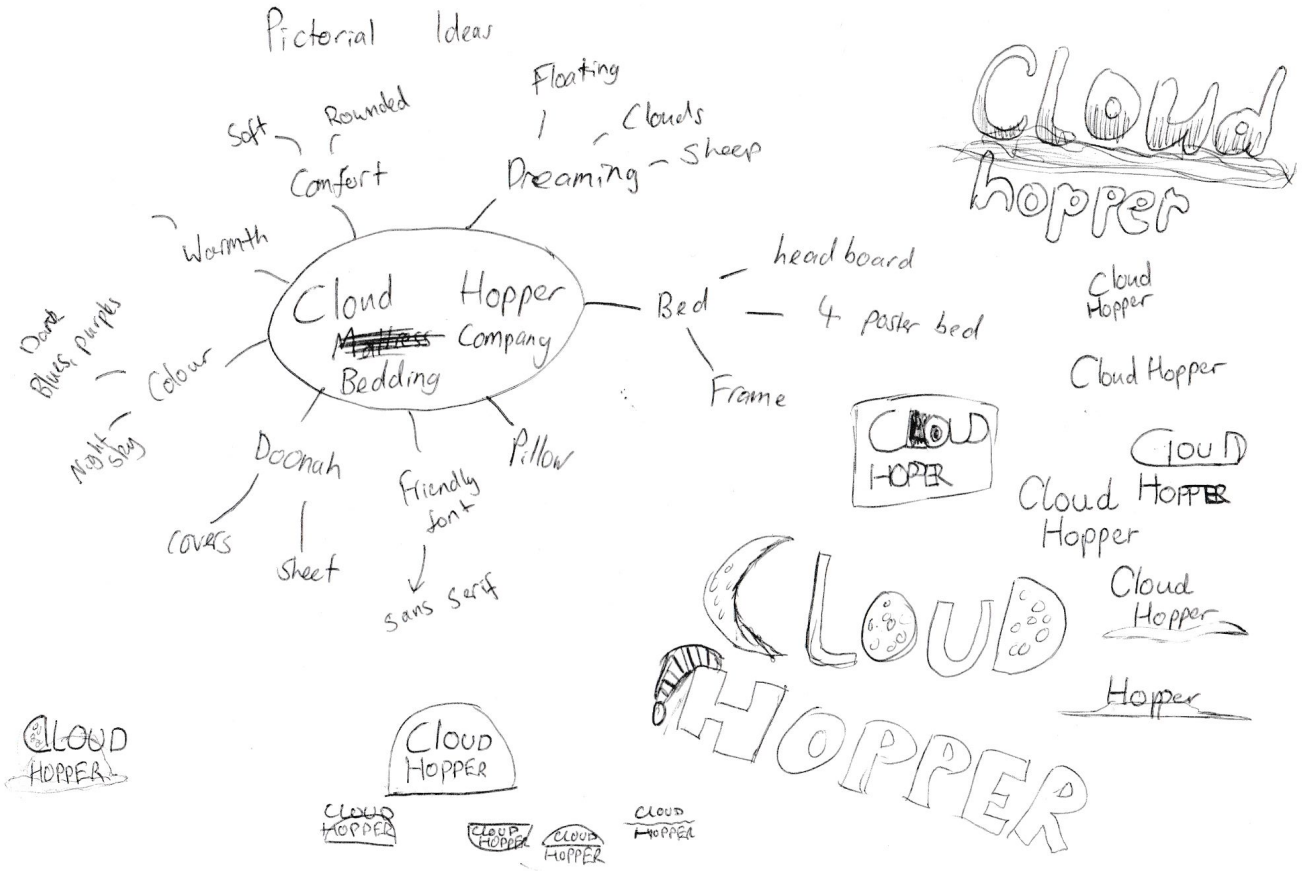 Pictorial Ideas
Floating
Soft
Rounded
Clouds
Sheep
Comfort
Dreaming
Warmth
Cloud Hopper
Mattress Company
Bedding
Bed
head board
4 poster bed
Frame
Dark
Blues, purples
Colour
Night
Sky
Doonah
covers
sheet
Friendly
font
sans serif
Pillow
Cloud
hopper
Cloud
Hopper
Cloud Hopper
CLOUD
HOPPER
CLOUD
HOPPER
Cloud
Hopper
Cloud
Hopper
Hopper
CLOUD
HOPPER
CLOUD
HOPPER
CLOUD
HOPPER
CLOUD
HOPPER
CLOUD
HOPPER
CLOUD
HOPPER
CLOUD
HOPPER